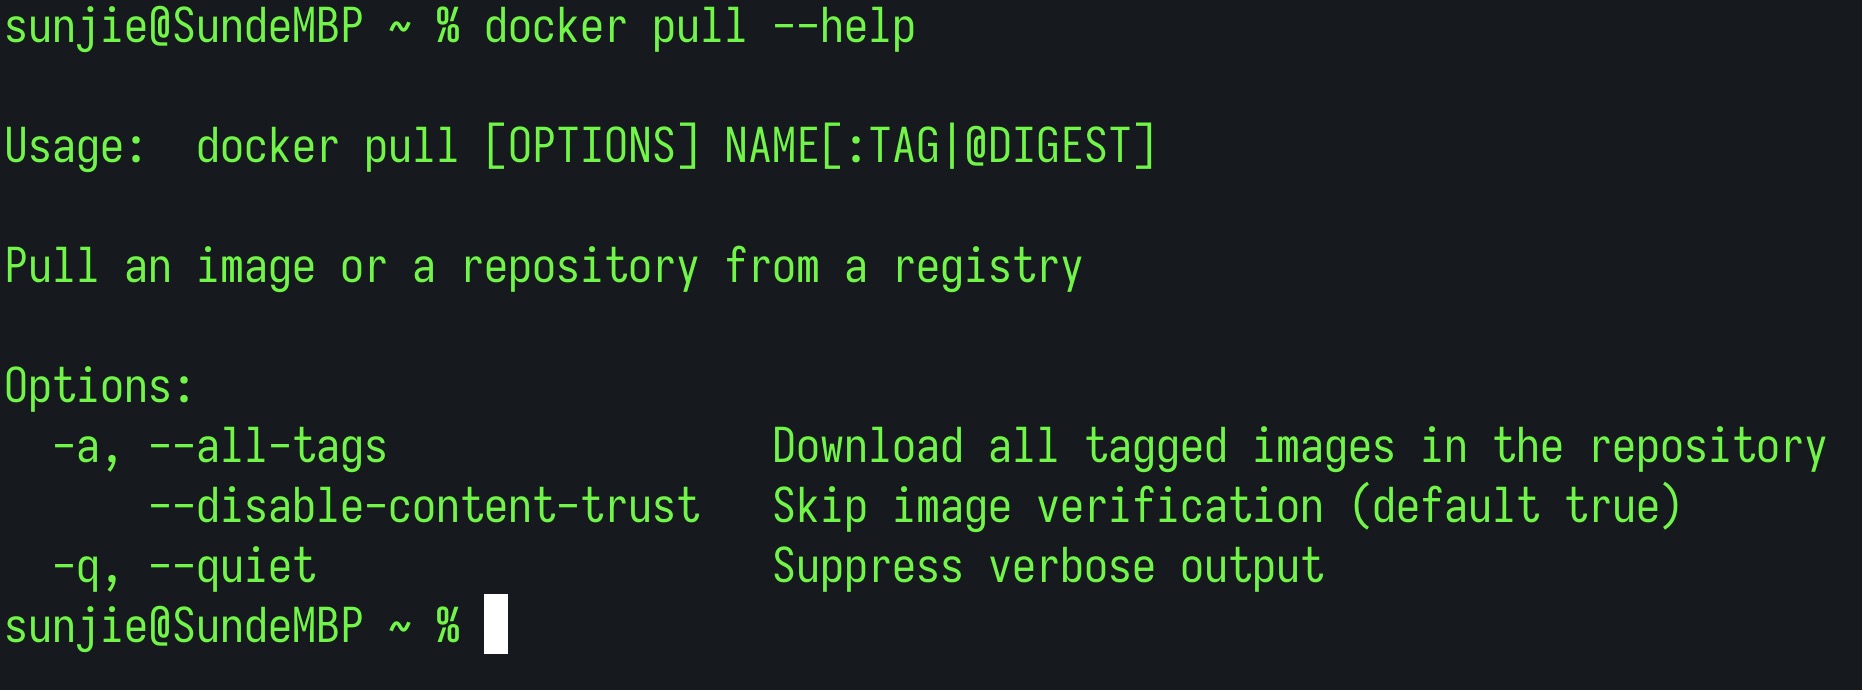 sunjie@SundeMBP ~ % docker pull --help
Usage:  docker pull [OPTIONS] NAME[:TAG|@DIGEST]
Pull an image or a repository from a registry
Options:
  -a, --all-tags                Download all tagged images in the repository
      --disable-content-trust   Skip image verification (default true)
  -q, --quiet                   Suppress verbose output
sunjie@SundeMBP ~ %